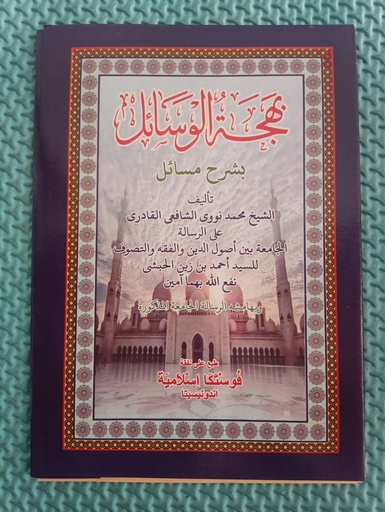 بهجة الوسائل
بشرح مسائل
تأليف
الشيخ محمد نووى الشافعى القادرى
على الرسالة
الجامعة بين أصول الدين والفقه والتصوف
للسيد أحمد بن زين الحبشى
نفع الله بهما آمين
وبهامشه الرسالة الجامعة المذكورة
طبع على نفقة
فوستكا إسلامية
اندونيسيا